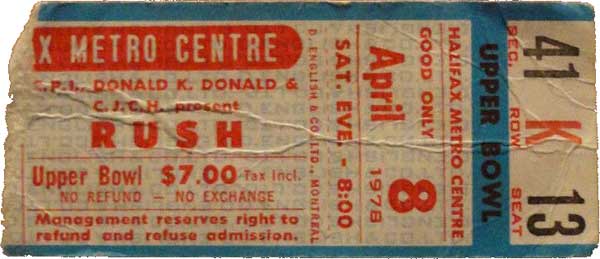 X METRO CENTRE
C.P.I., DONALD K. DONALD &
C.J.C.H. present
RUSH
Upper Bowl $7.00 Tax Incl.
NO REFUND – NO EXCHANGE
Management reserves right to
refund and refuse admission.
D. ENGLISH & CO. LTD., MONTREAL
SAT. EVE. - 8:00
April 8 1978
GOOD ONLY
HALIFAX METRO CENTRE
UPPER BOWL
SEC. ROW SEAT
41 K 13